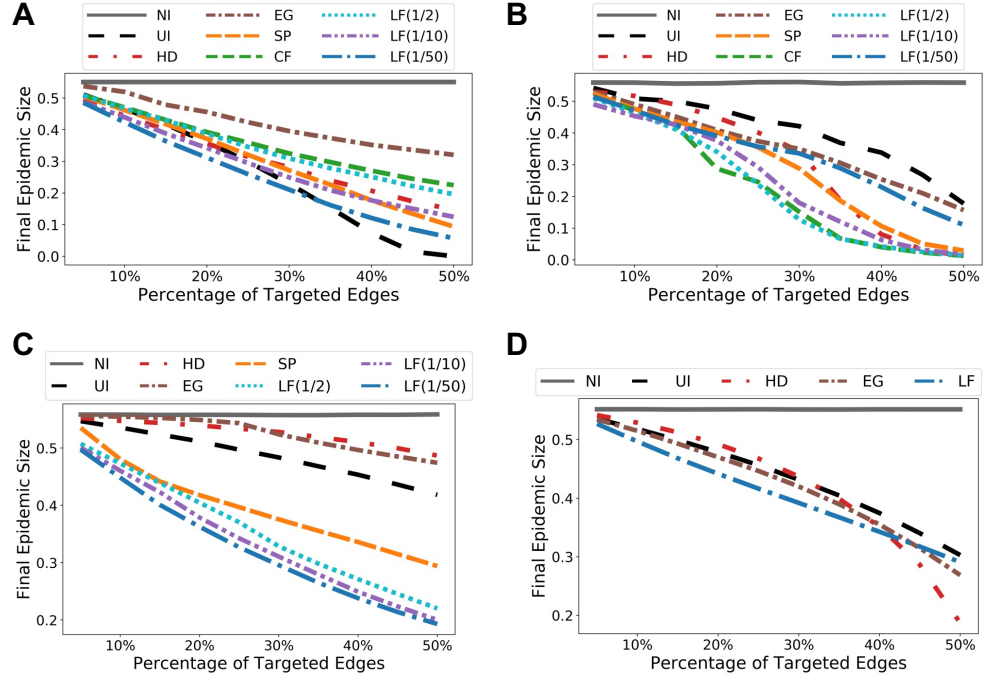 A
NI EG LF(1/2)
UI SP LF(1/10)
HD CF LF(1/50)
Final Epidemic Size
0.5
0.4
0.3
0.2
0.1
0.0
10% 20% 30% 40% 50%
Percentage of Targeted Edges
B
NI EG LF(1/2)
UI SP LF(1/10)
HD CF LF(1/50)
Final Epidemic Size
0.5
0.4
0.3
0.2
0.1
0.0
10% 20% 30% 40% 50%
Percentage of Targeted Edges
C
NI HD SP LF(1/10)
UI EG LF(1/2) LF(1/50)
Final Epidemic Size
0.5
0.4
0.3
0.2
10% 20% 30% 40% 50%
Percentage of Targeted Edges
D
NI UI HD EG LF
Final Epidemic Size
0.5
0.4
0.3
0.2
10% 20% 30% 40% 50%
Percentage of Targeted Edges